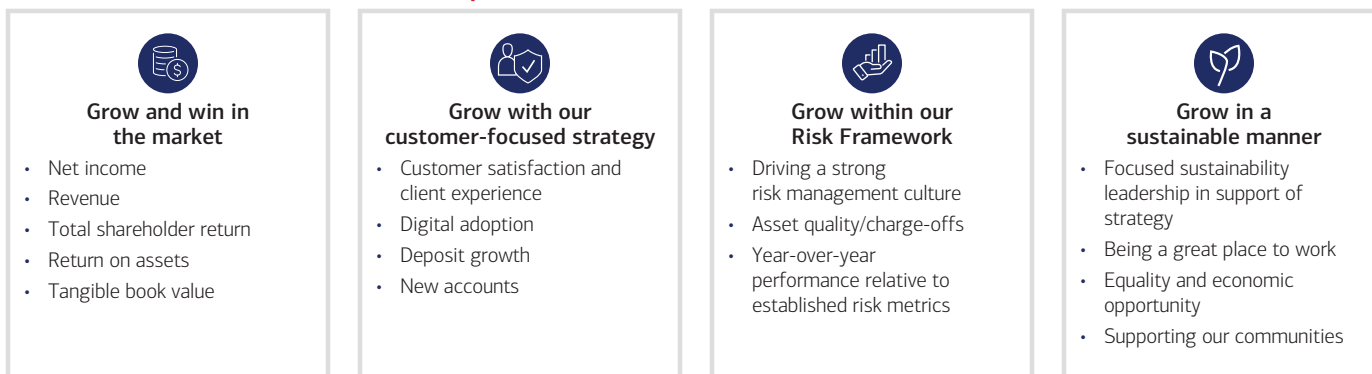 Grow and win in
the market
• Net income
• Revenue
• Total shareholder return
• Return on assets
• Tangible book value
Grow with our
customer-focused strategy
• Customer satisfaction and
client experience
• Digital adoption
• Deposit growth
• New accounts
Grow within our
Risk Framework
• Driving a strong
risk management culture
• Asset quality/charge-offs
• Year-over-year
performance relative to
established risk metrics
Grow in a
sustainable manner
• Focused sustainability
leadership in support of
strategy
• Being a great place to work
• Equality and economic
opportunity
• Supporting our communities